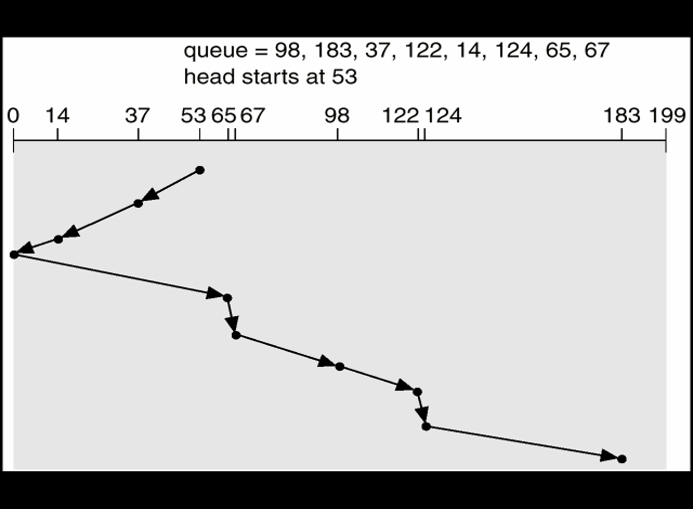 queue = 98, 183, 37, 122, 14, 124, 65, 67
head starts at 53
0 14 37 53 65 67 98 122 124 183 199